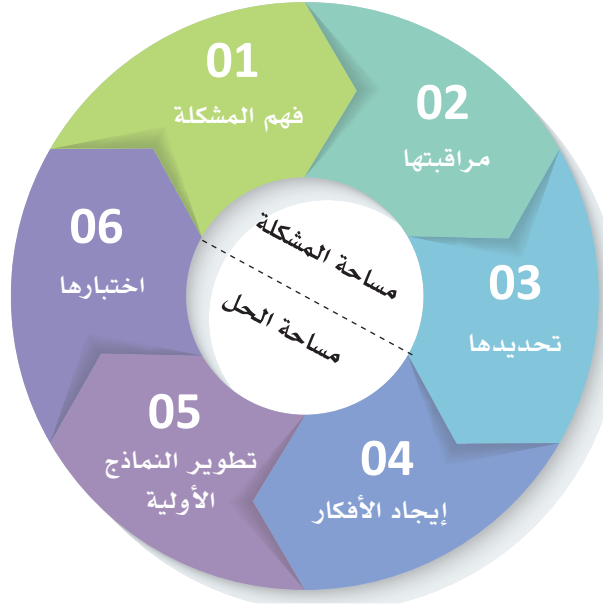 01
فهم المشكلة
02
مراقبتها
03
تحديدها
04
إيجاد الأفكار
05
تطوير النماذج
الأولية
06
اختبارها
مساحة المشكلة
مساحة الحل